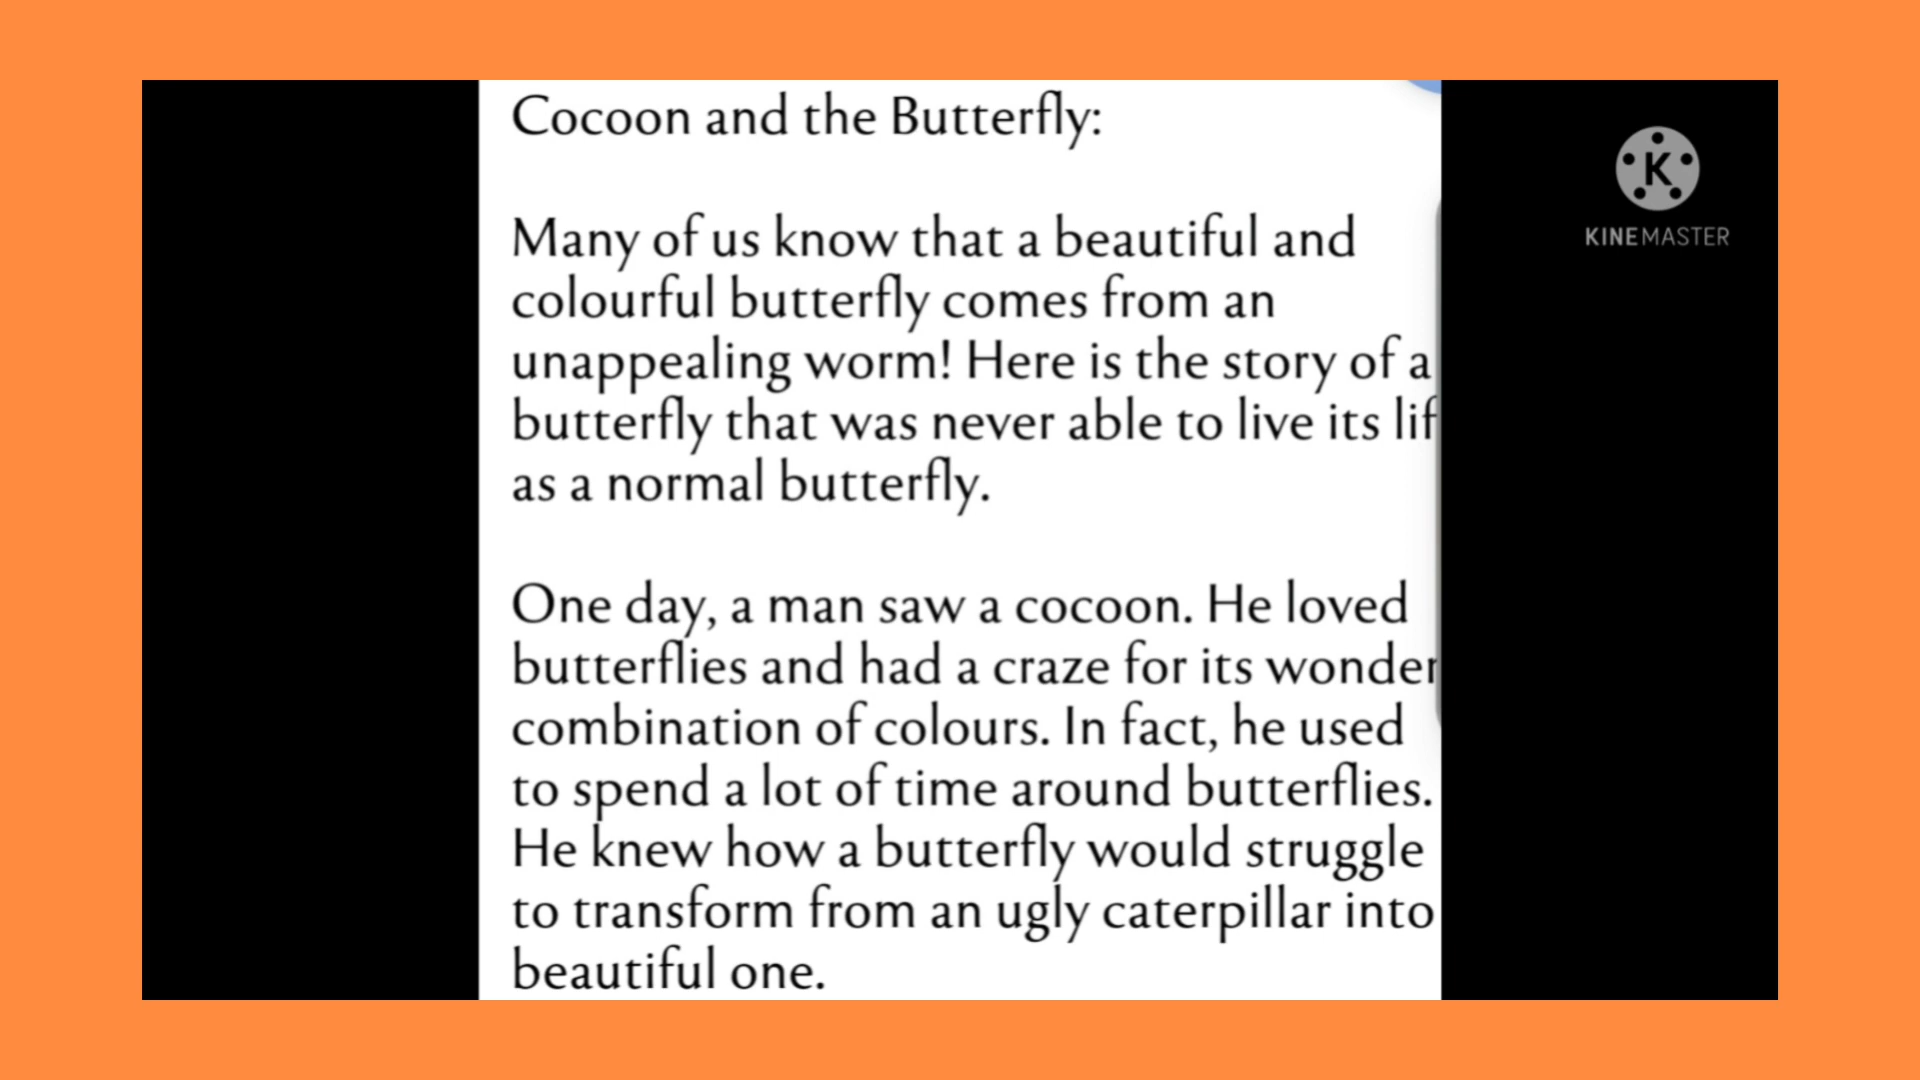 Cocoon and the Butterfly:
Many of us know that a beautiful and
colourful butterfly comes from an
unappealing worm! Here is the story of a
butterfly that was never able to live its lif
as a normal butterfly.
One day, a man saw a cocoon. He loved
butterflies and had a craze for its wonder
combination of colours. In fact, he used
to spend a lot of time around butterflies.
He knew how a butterfly would struggle
to transform from an ugly caterpillar into
beautiful one.
K
KINEMASTER